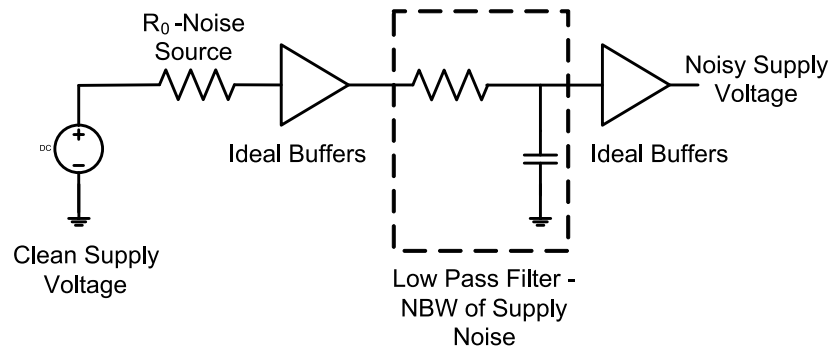 R₀ -Noise
Source
Noisy Supply
Voltage
Ideal Buffers
Ideal Buffers
DC
+
−
Clean Supply
Voltage
Low Pass Filter -
NBW of Supply
Noise